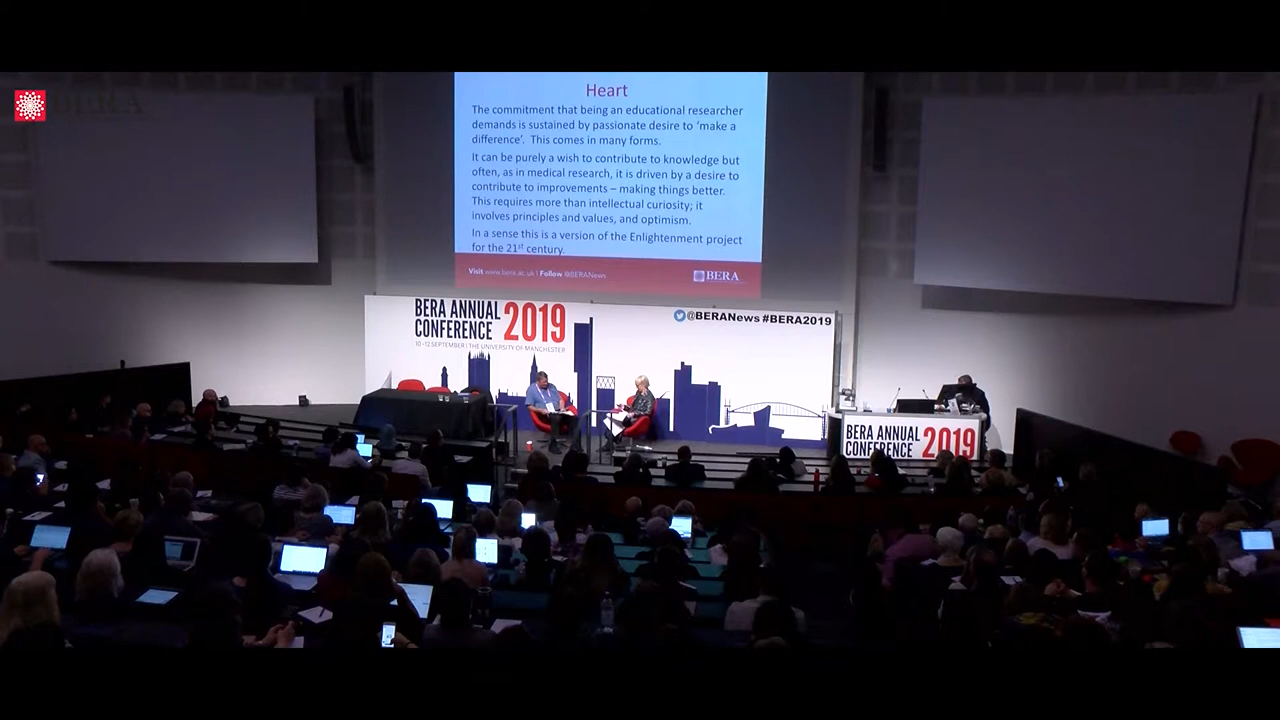 BERA
Heart
The commitment that being an educational researcher
demands is sustained by passionate desire to ‘make a
difference’. This comes in many forms.
It can be purely a wish to contribute to knowledge but
often, as in medical research, it is driven by a desire to
contribute to improvements – making things better.
This requires more than intellectual curiosity; it
involves principles and values, and optimism.
In a sense this is a version of the Enlightenment project
for the 21st century.
Visit www.bera.ac.uk | Follow @BERANews
BERA
BERA ANNUAL
CONFERENCE 2019
10 -12 SEPTEMBER | THE UNIVERSITY OF MANCHESTER
@BERANews #BERA2019
BERA ANNUAL
CONFERENCE 2019